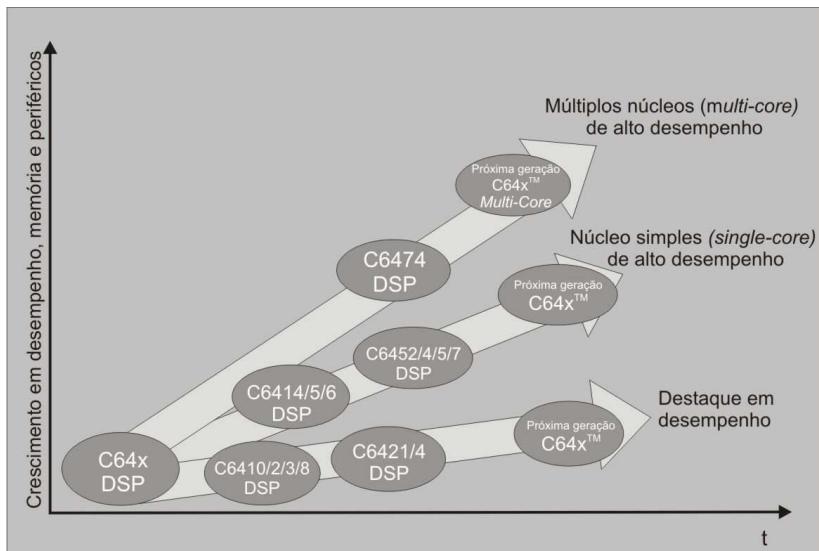 Crescimento em desempenho, memória e periféricos
Múltiplos núcleos (multi-core)
de alto desempenho
Próxima geração
C64x™
Multi-Core
Núcleo simples (single-core)
de alto desempenho
C6474
DSP
Próxima geração
C64x™
C6452/4/5/7
DSP
C6414/5/6
DSP
Destaque em
desempenho
Próxima geração
C64x™
C64x
DSP
C6410/2/3/8
DSP
C6421/4
DSP
t